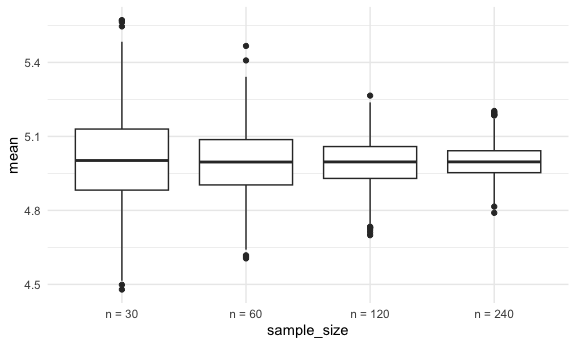 5.4
5.1
4.8
4.5
mean
n = 30
n = 60
n = 120
n = 240
sample_size